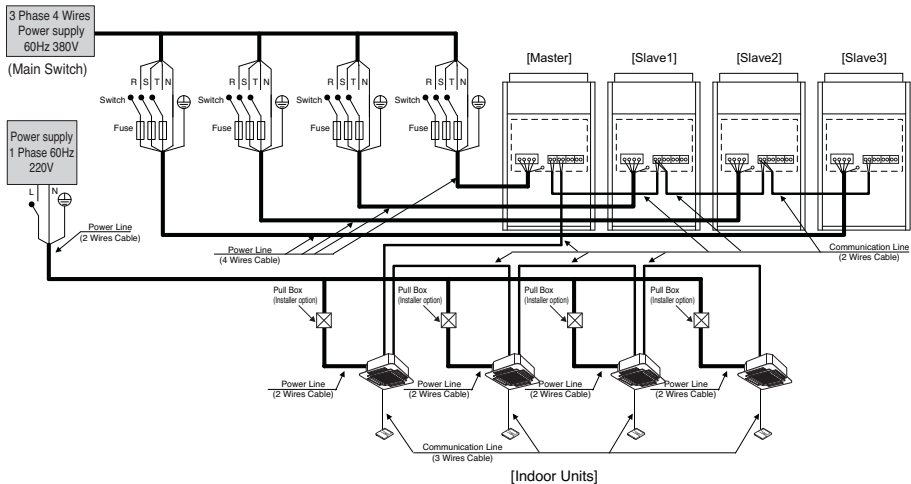 3 Phase 4 Wires
Power supply
60Hz 380V
(Main Switch)
[Master]
[Slave1]
[Slave2]
[Slave3]
R S T N
R S T N
R S T N
R S T N
Switch
Switch
Switch
Switch
Fuse
Fuse
Fuse
Fuse
Power supply
1 Phase 60Hz
220V
L
N
Power Line
(2 Wires Cable)
Power Line
(4 Wires Cable)
Communication Line
(2 Wires Cable)
Pull Box
(Installer option)
Pull Box
(Installer option)
Pull Box
(Installer option)
Pull Box
(Installer option)
Power Line
(2 Wires Cable)
Power Line
(2 Wires Cable)
Power Line
(2 Wires Cable)
Power Line
(2 Wires Cable)
Communication Line
(3 Wires Cable)
[Indoor Units]